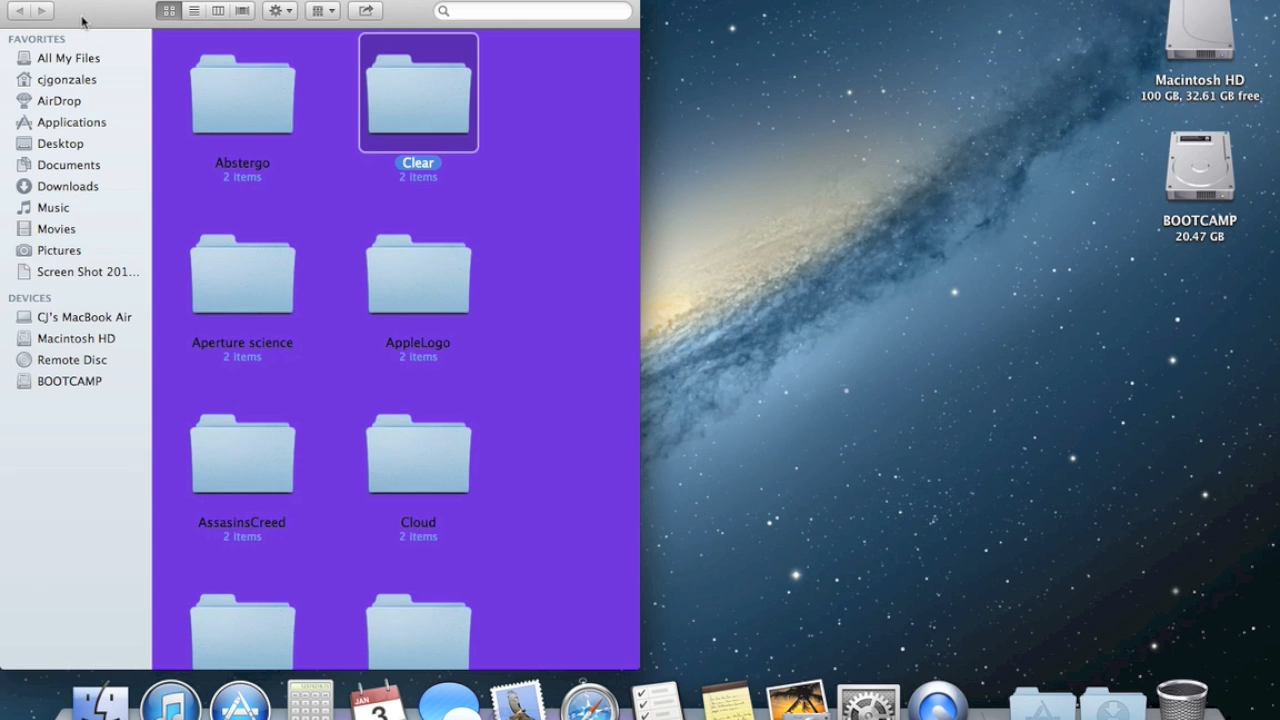 FAVORITES
All My Files
cjgonzales
AirDrop
Applications
Desktop
Documents
Downloads
Music
Movies
Pictures
Screen Shot 201...
DEVICES
CJ's MacBook Air
Macintosh HD
Remote Disc
BOOTCAMP
Abstergo
2 items
Clear
2 items
Aperture science
2 items
AppleLogo
2 items
AssasinsCreed
2 items
Cloud
2 items
Macintosh HD
100 GB, 32.61 GB free
BOOTCAMP
20.47 GB
JAN
3